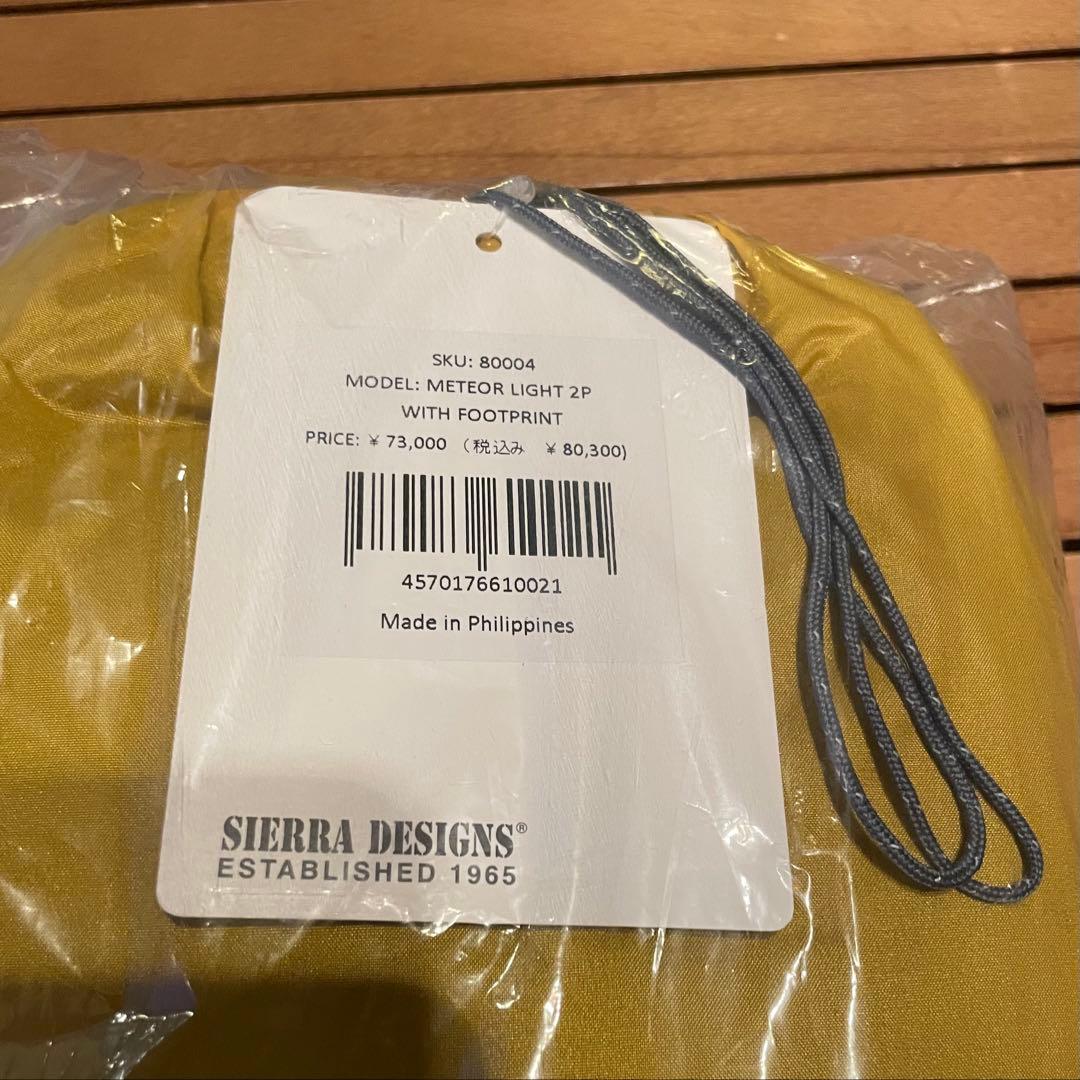 SKU: 80004
MODEL: METEOR LIGHT 2P
WITH FOOTPRINT
PRICE: ¥ 73,000 (税込み ¥ 80,300)
4570176610021
Made in Philippines
SIERRA DESIGNS®
ESTABLISHED 1965